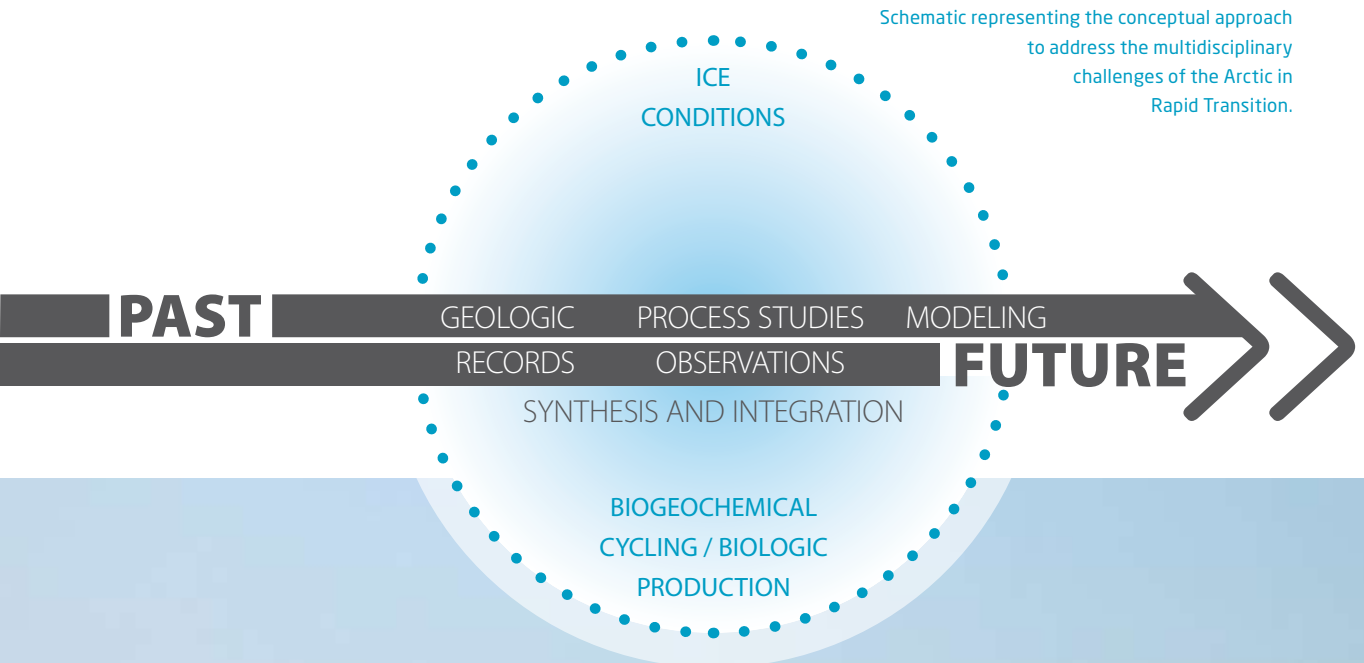 Schematic representing the conceptual approach
to address the multidisciplinary
challenges of the Arctic in
Rapid Transition.
ICE
CONDITIONS
PAST
GEOLOGIC
RECORDS
PROCESS STUDIES
OBSERVATIONS
MODELING
FUTURE
SYNTHESIS AND INTEGRATION
BIOGEOCHEMICAL
CYCLING / BIOLOGIC
PRODUCTION